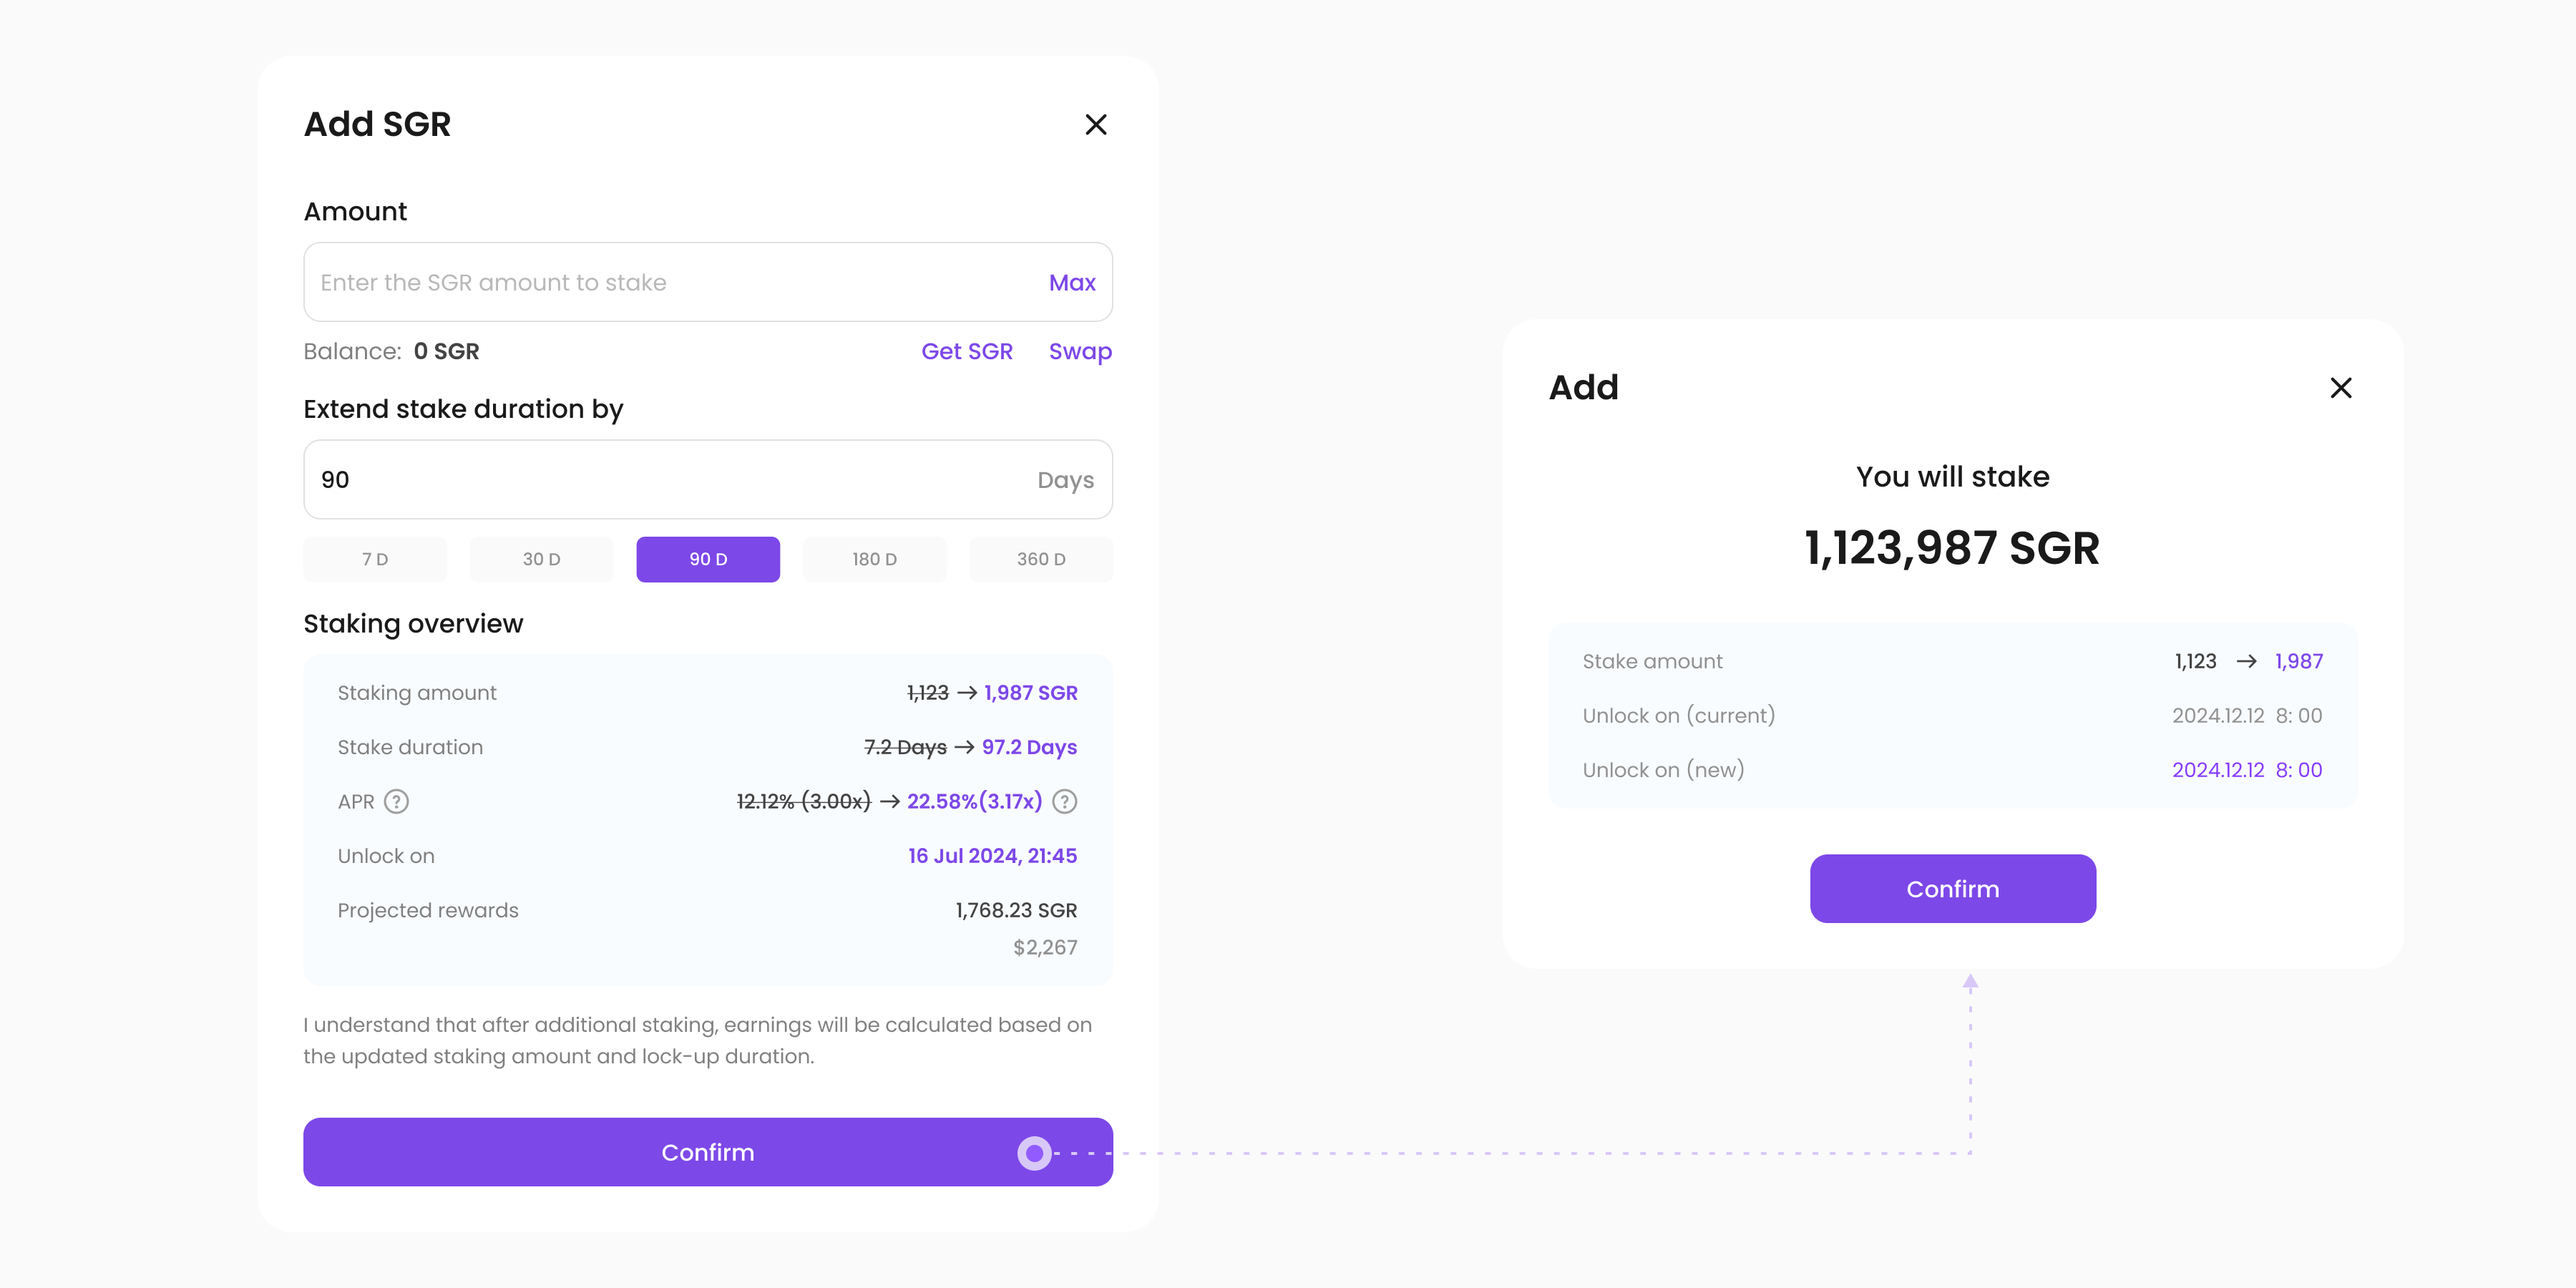 Add SGR
Amount
Enter the SGR amount to stake Max
Balance: 0 SGR Get SGR Swap
Extend stake duration by
90 Days
7 D 30 D 90 D 180 D 360 D
Staking overview
Staking amount 1,123 → 1,987 SGR
Stake duration 7.2 Days → 97.2 Days
APR ? 12.12% (3.00x) → 22.58%(3.17x) ?
Unlock on 16 Jul 2024, 21:45
Projected rewards 1,768.23 SGR
$2,267
I understand that after additional staking, earnings will be calculated based on
the updated staking amount and lock-up duration.
Confirm
Add
You will stake
1,123,987 SGR
Stake amount 1,123 → 1,987
Unlock on (current) 2024.12.12 8: 00
Unlock on (new) 2024.12.12 8: 00
Confirm